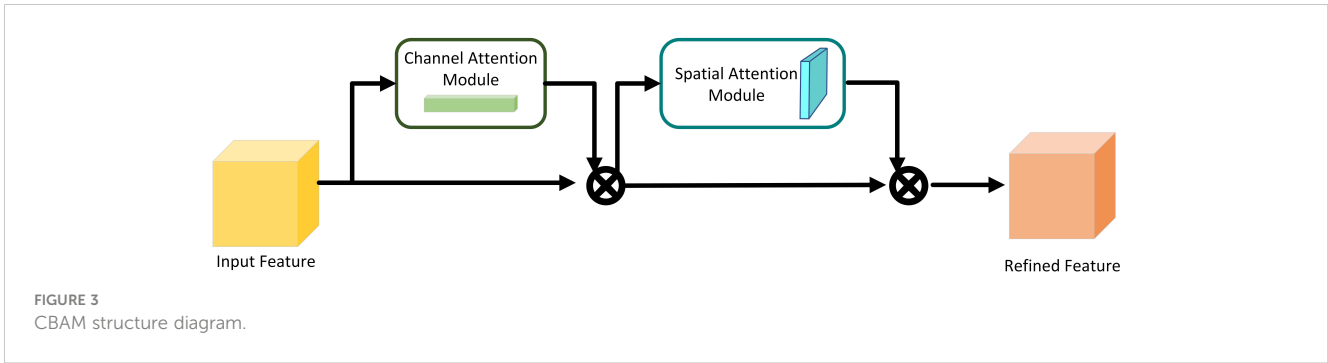 Channel Attention
Module
Spatial Attention
Module
Input Feature
Refined Feature
FIGURE 3
CBAM structure diagram.